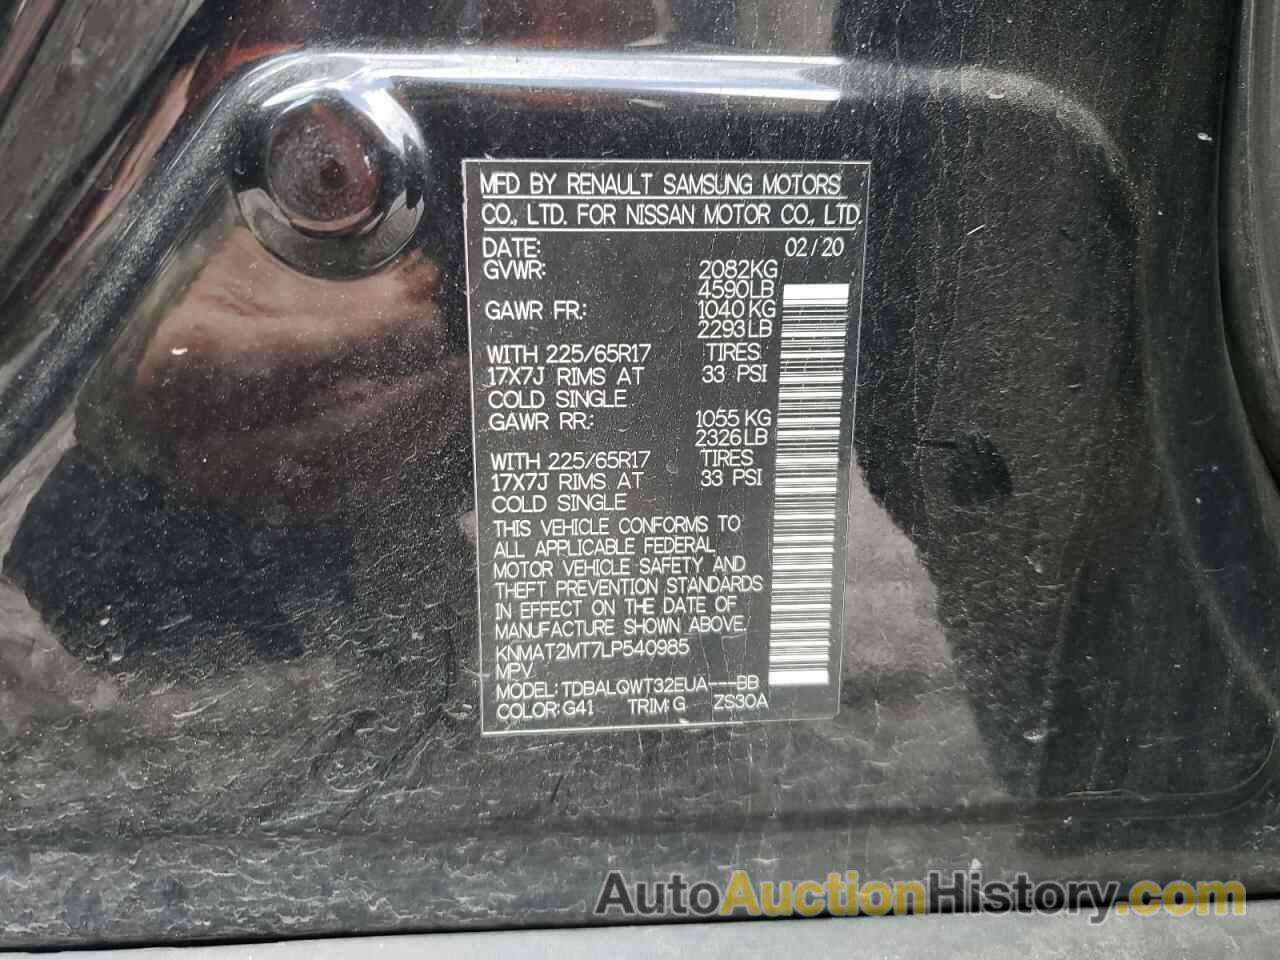 MFD BY RENAULT SAMSUNG MOTORS
CO., LTD. FOR NISSAN MOTOR CO., LTD.
DATE: 02/20
GVWR: 2082KG
4590LB
GAWR FR: 1040KG
2293LB
WITH 225/65R17 TIRES
17X7J RIMS AT 33 PSI
COLD SINGLE
GAWR RR: 1055KG
2326LB
WITH 225/65R17 TIRES
17X7J RIMS AT 33 PSI
COLD SINGLE
THIS VEHICLE CONFORMS TO
ALL APPLICABLE FEDERAL
MOTOR VEHICLE SAFETY AND
THEFT PREVENTION STANDARDS
IN EFFECT ON THE DATE OF
MANUFACTURE SHOWN ABOVE.
KNMAT2MT7LP540985
MPV
MODEL: TDBALQWT32EUA---BB
COLOR: G41 TRIM: G ZS30A
AutoAuctionHistory.com